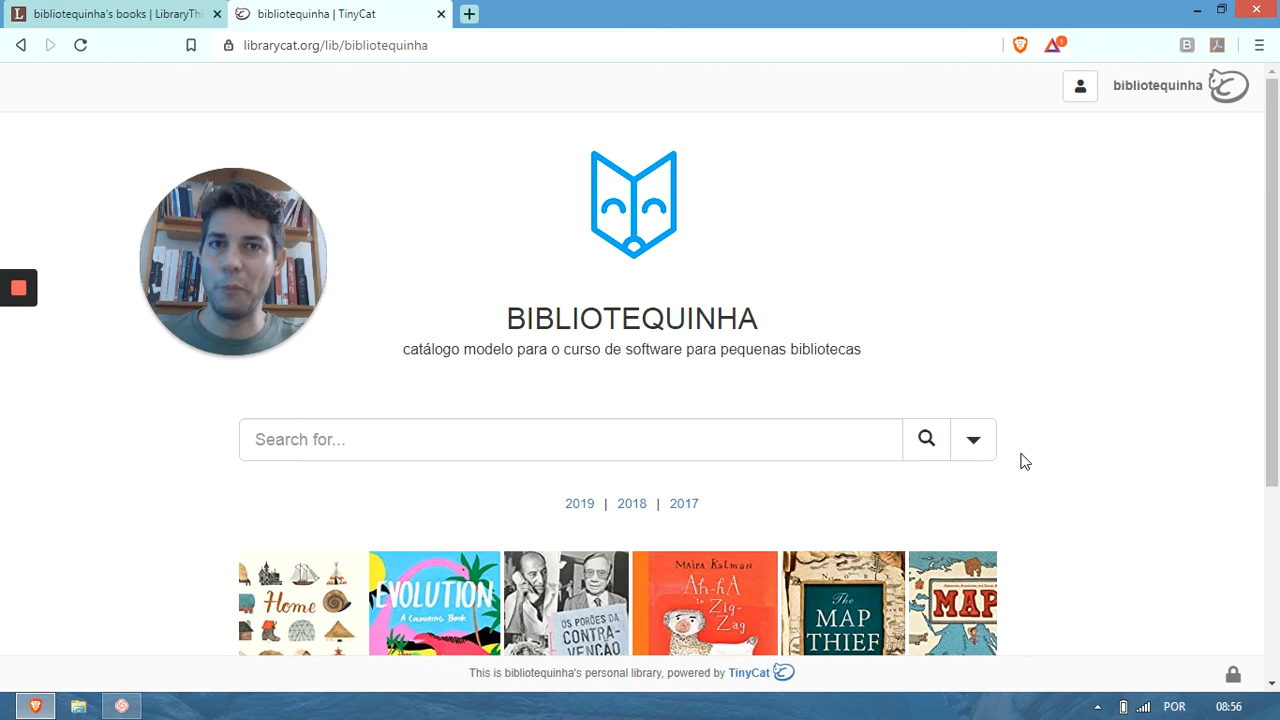 bibliotequinha's books | LibraryThi
bibliotequinha | TinyCat
librarycat.org/lib/bibliotequinha
1
bibliotequinha
BIBLIOTEQUINHA
catálogo modelo para o curso de software para pequenas bibliotecas
Search for...
2019 | 2018 | 2017
Home
EVOLUTION
A COLOURING BOOK
OS PORÕES
DA CONTRA-
VENÇÃO
MAIRA KALMAN
Ah-hA
to Zig-
Zag
The
MAP
THIEF
MAP
This is bibliotequinha's personal library, powered by TinyCat
POR
08:56